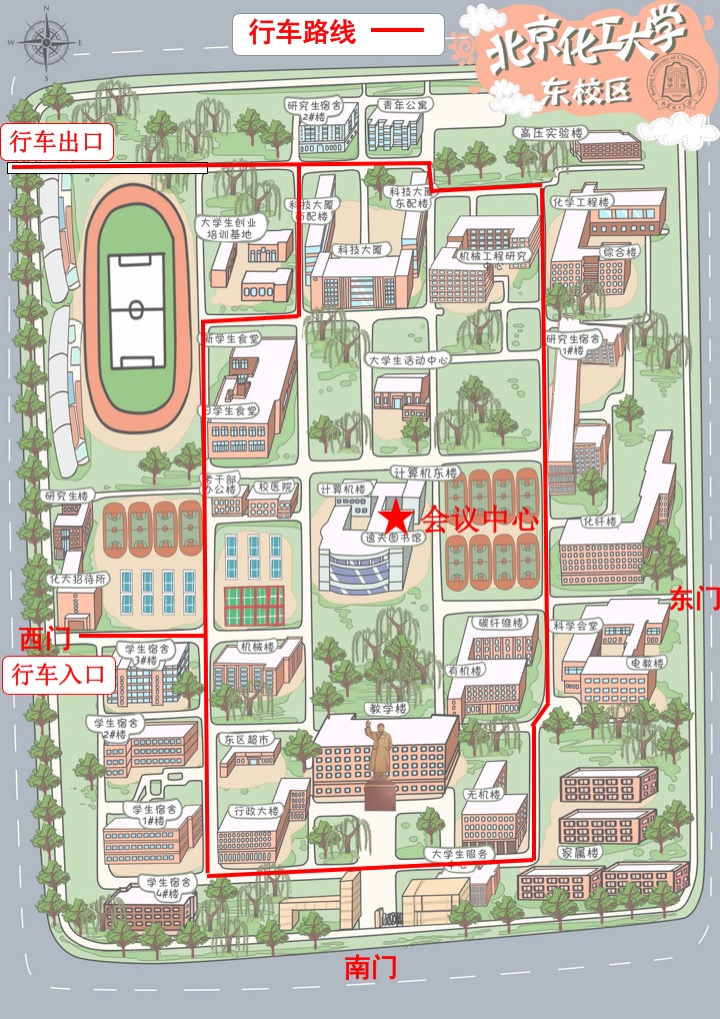 行车路线
N
W
E
S
北京化工大学
东校区
研究生宿舍
2#楼
青年公寓
行车出口
高压实验楼
科技大厦
西配楼
科技大厦
东配楼
化学工程楼
大学生创业
培训基地
科技大厦
机械工程研究
综合楼
新学生食堂
大学生活动中心
研究生宿舍
1#楼
学生食堂
老干部
办公楼
校医院
计算机楼
计算机东楼
研究生楼
会议中心
逸夫图书馆
化纤楼
化大招待所
东门
西门
碳纤维楼
科学会堂
行车入口
学生宿舍
3#楼
机械楼
有机楼
电教楼
教学楼
学生宿舍
2#楼
东区超市
无机楼
学生宿舍
1#楼
行政大楼
大学生服务
家属楼
学生宿舍
4#楼
南门